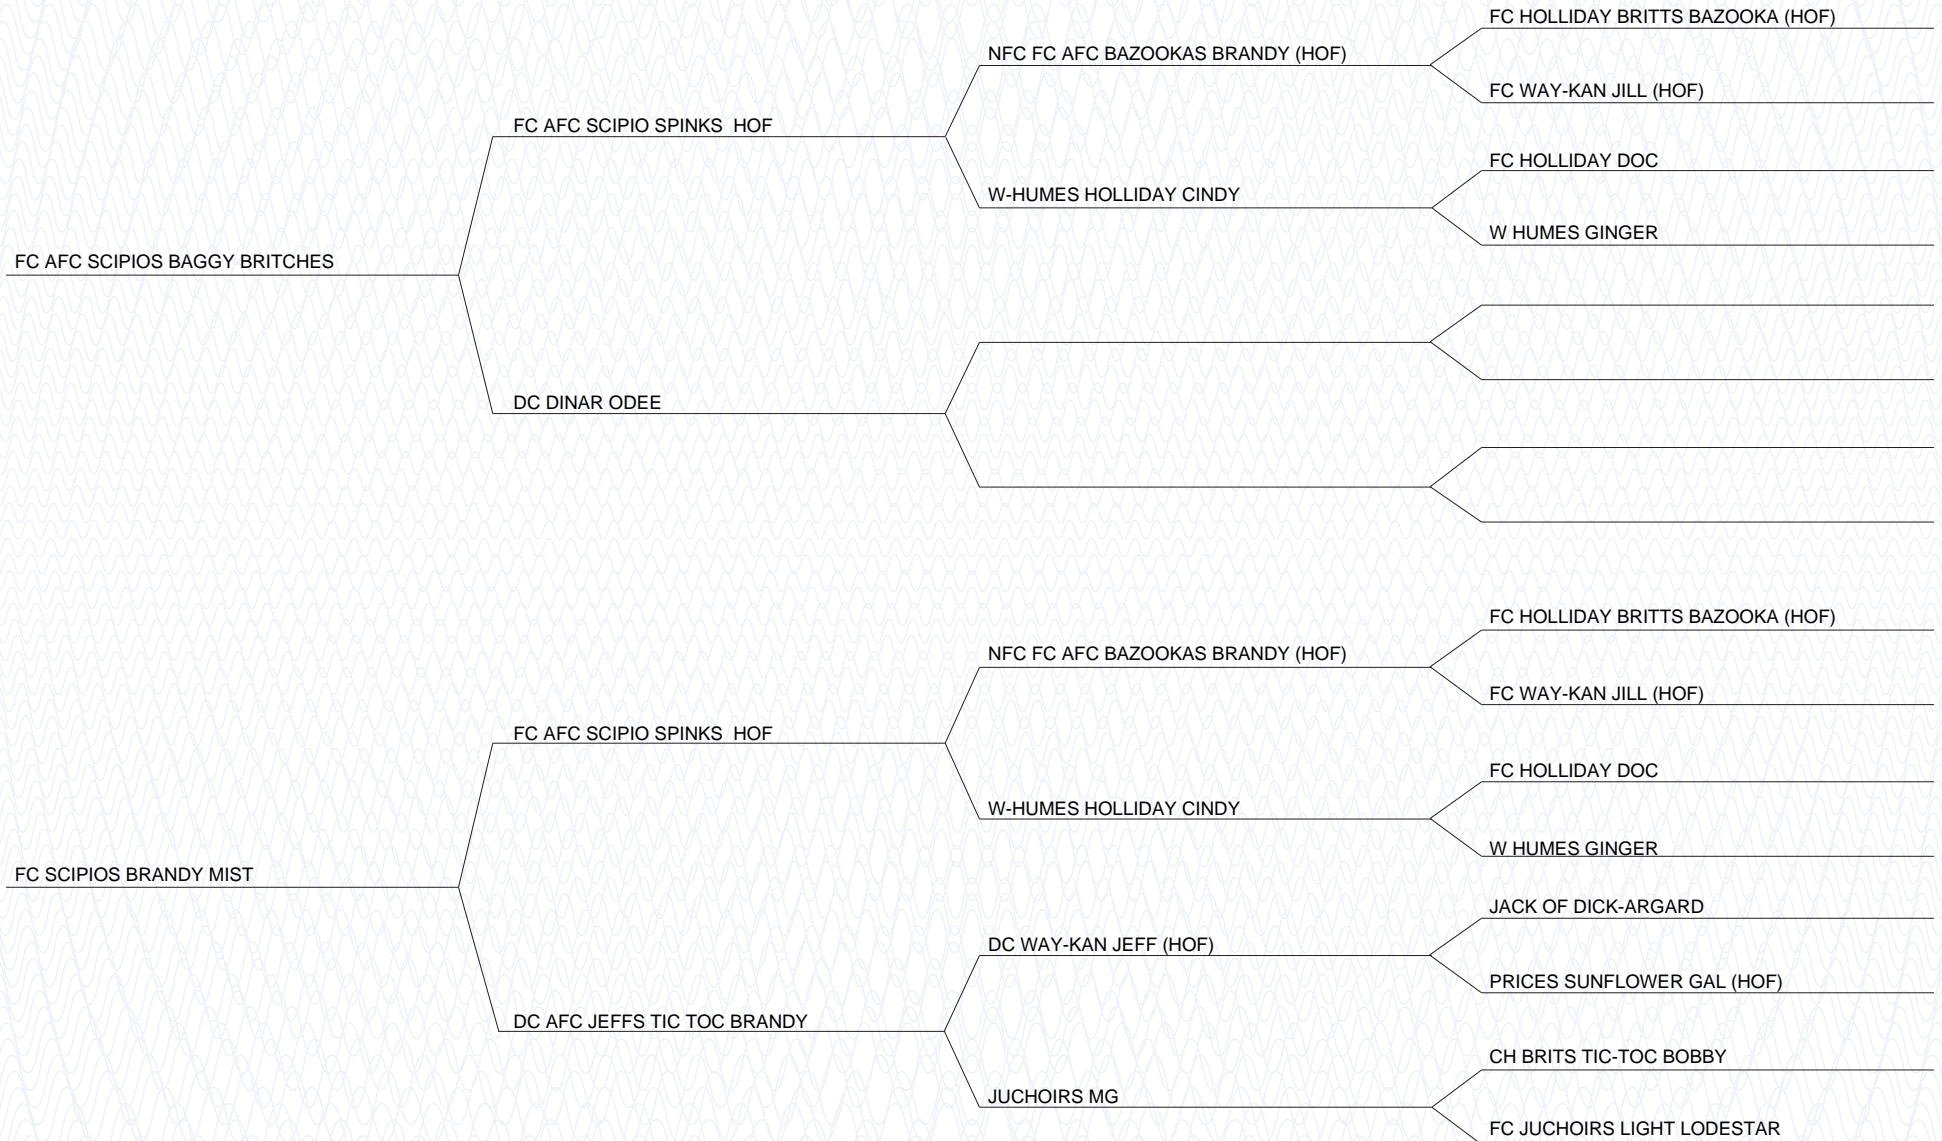 FC HOLLIDAY BRITTS BAZOOKA (HOF)
NFC FC AFC BAZOOKAS BRANDY (HOF)
FC WAY-KAN JILL (HOF)
FC AFC SCIPIO SPINKS  HOF
FC HOLLIDAY DOC
W-HUMES HOLLIDAY CINDY
W HUMES GINGER
FC AFC SCIPIOS BAGGY BRITCHES
DC DINAR ODEE
FC HOLLIDAY BRITTS BAZOOKA (HOF)
NFC FC AFC BAZOOKAS BRANDY (HOF)
FC WAY-KAN JILL (HOF)
FC AFC SCIPIO SPINKS  HOF
FC HOLLIDAY DOC
W-HUMES HOLLIDAY CINDY
W HUMES GINGER
FC SCIPIOS BRANDY MIST
JACK OF DICK-ARGARD
DC WAY-KAN JEFF (HOF)
PRICES SUNFLOWER GAL (HOF)
DC AFC JEFFS TIC TOC BRANDY
CH BRITS TIC-TOC BOBBY
JUCHOIRS MG
FC JUCHOIRS LIGHT LODESTAR